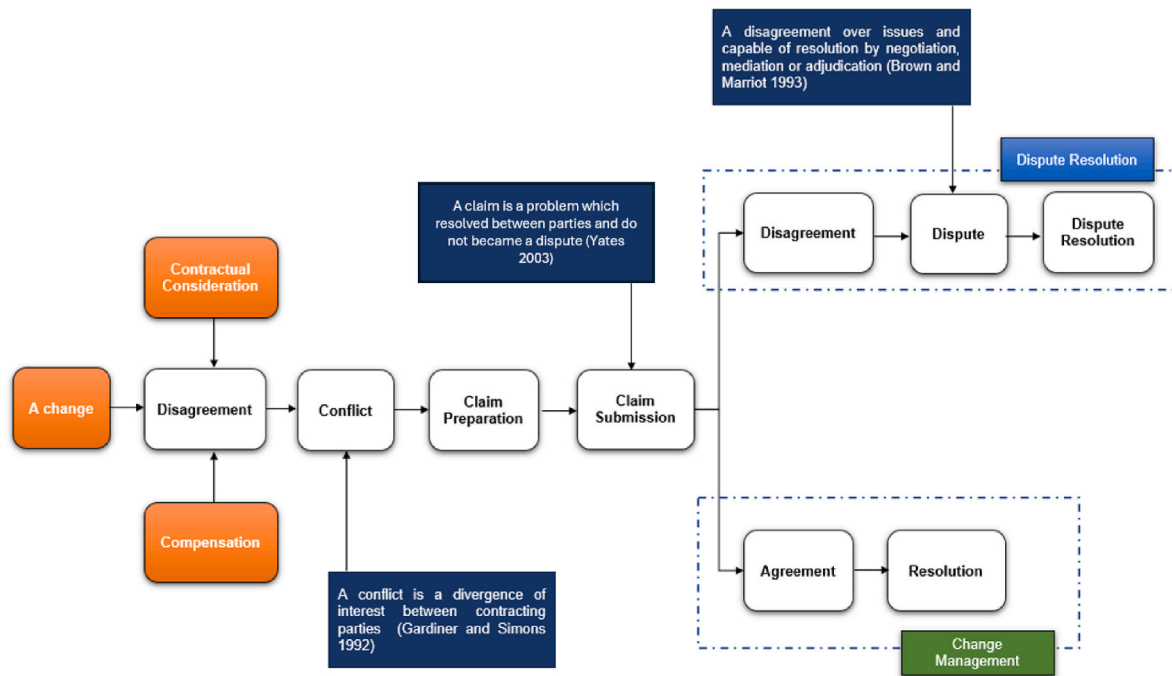 A disagreement over issues and
capable of resolution by negotiation,
mediation or adjudication (Brown and
Marriot 1993)
Dispute Resolution
A claim is a problem which
resolved between parties and do
not became a dispute (Yates
2003)
Disagreement
Dispute
Dispute
Resolution
Contractual
Consideration
A change
Disagreement
Conflict
Claim
Preparation
Claim
Submission
Compensation
A conflict is a divergence of
interest between contracting
parties (Gardiner and Simons
1992)
Agreement
Resolution
Change
Management